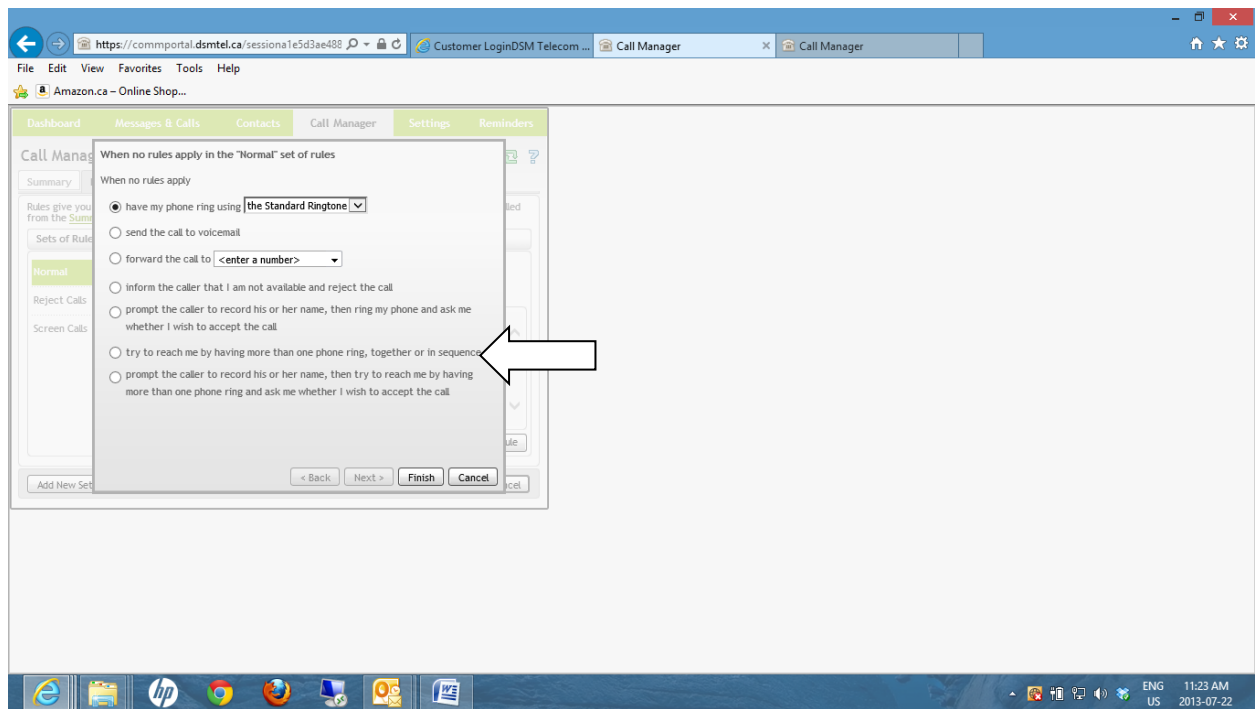 https://commportal.dsmtel.ca/sessiona1e5d3ae488
Customer LoginDSM Telecom ...
Call Manager
Call Manager
File Edit View Favorites Tools Help
Amazon.ca – Online Shop...
Dashboard Messages & Calls Contacts Call Manager Settings Reminders
Call Manag
When no rules apply in the "Normal" set of rules
Summary
When no rules apply
Rules give you
from the Summ
have my phone ring using the Standard Ringtone
Sets of Rule
send the call to voicemail
forward the call to <enter a number>
Normal
inform the caller that I am not available and reject the call
Reject Calls
prompt the caller to record his or her name, then ring my phone and ask me
whether I wish to accept the call
Screen Calls
try to reach me by having more than one phone ring, together or in sequence
prompt the caller to record his or her name, then try to reach me by having
more than one phone ring and ask me whether I wish to accept the call
< Back Next > Finish Cancel
Add New Set
ENG
US
11:23 AM
2013-07-22